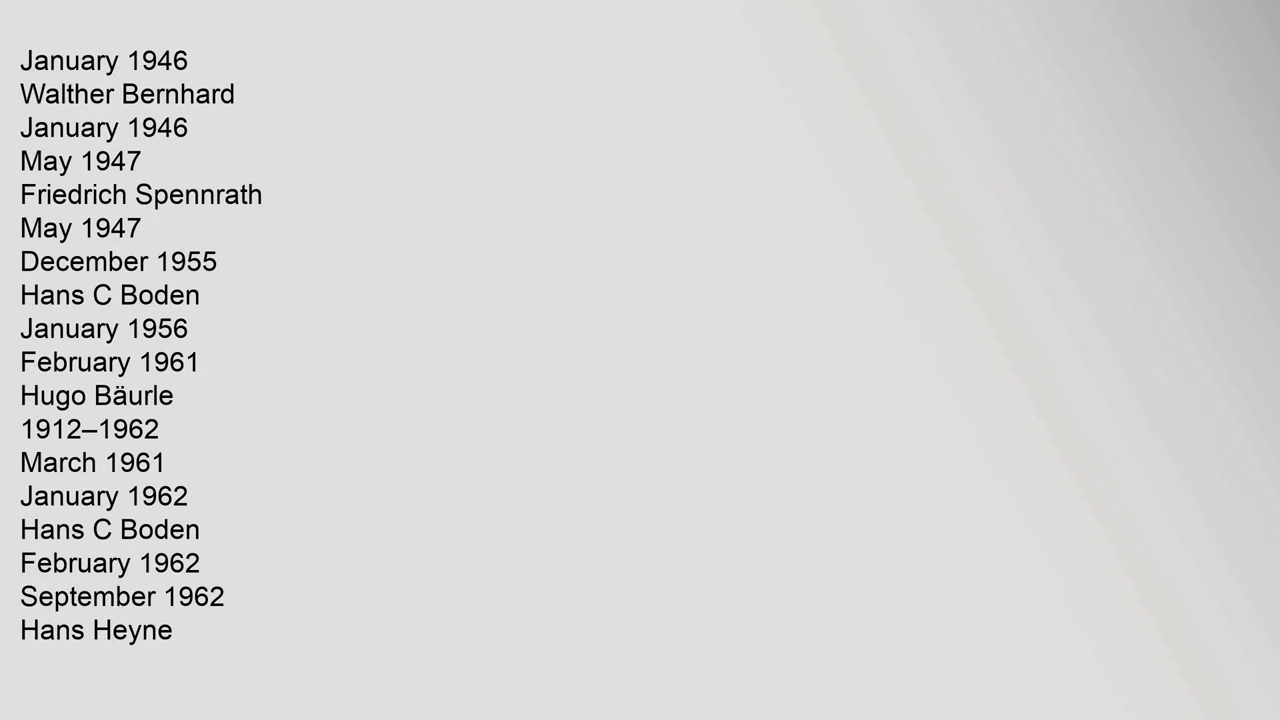 January 1946
Walther Bernhard
January 1946
May 1947
Friedrich Spennrath
May 1947
December 1955
Hans C Boden
January 1956
February 1961
Hugo Bäurle
1912–1962
March 1961
January 1962
Hans C Boden
February 1962
September 1962
Hans Heyne